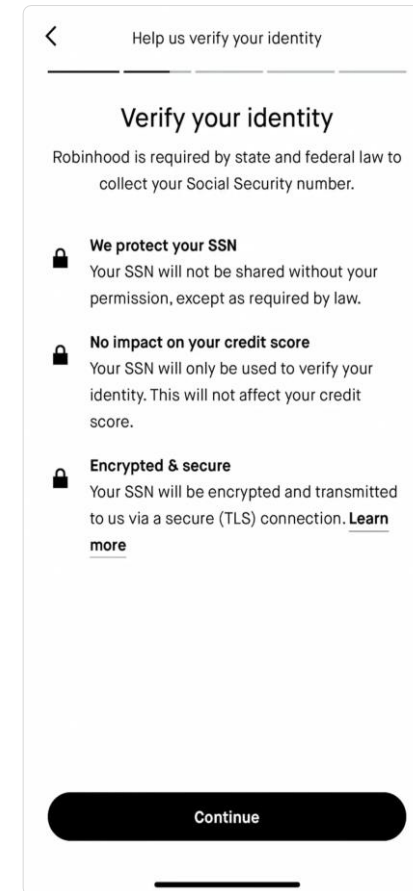 Help us verify your identity
Verify your identity
Robinhood is required by state and federal law to
collect your Social Security number.
We protect your SSN
Your SSN will not be shared without your
permission, except as required by law.
No impact on your credit score
Your SSN will only be used to verify your
identity. This will not affect your credit
score.
Encrypted & secure
Your SSN will be encrypted and transmitted
to us via a secure (TLS) connection. Learn
more
Continue